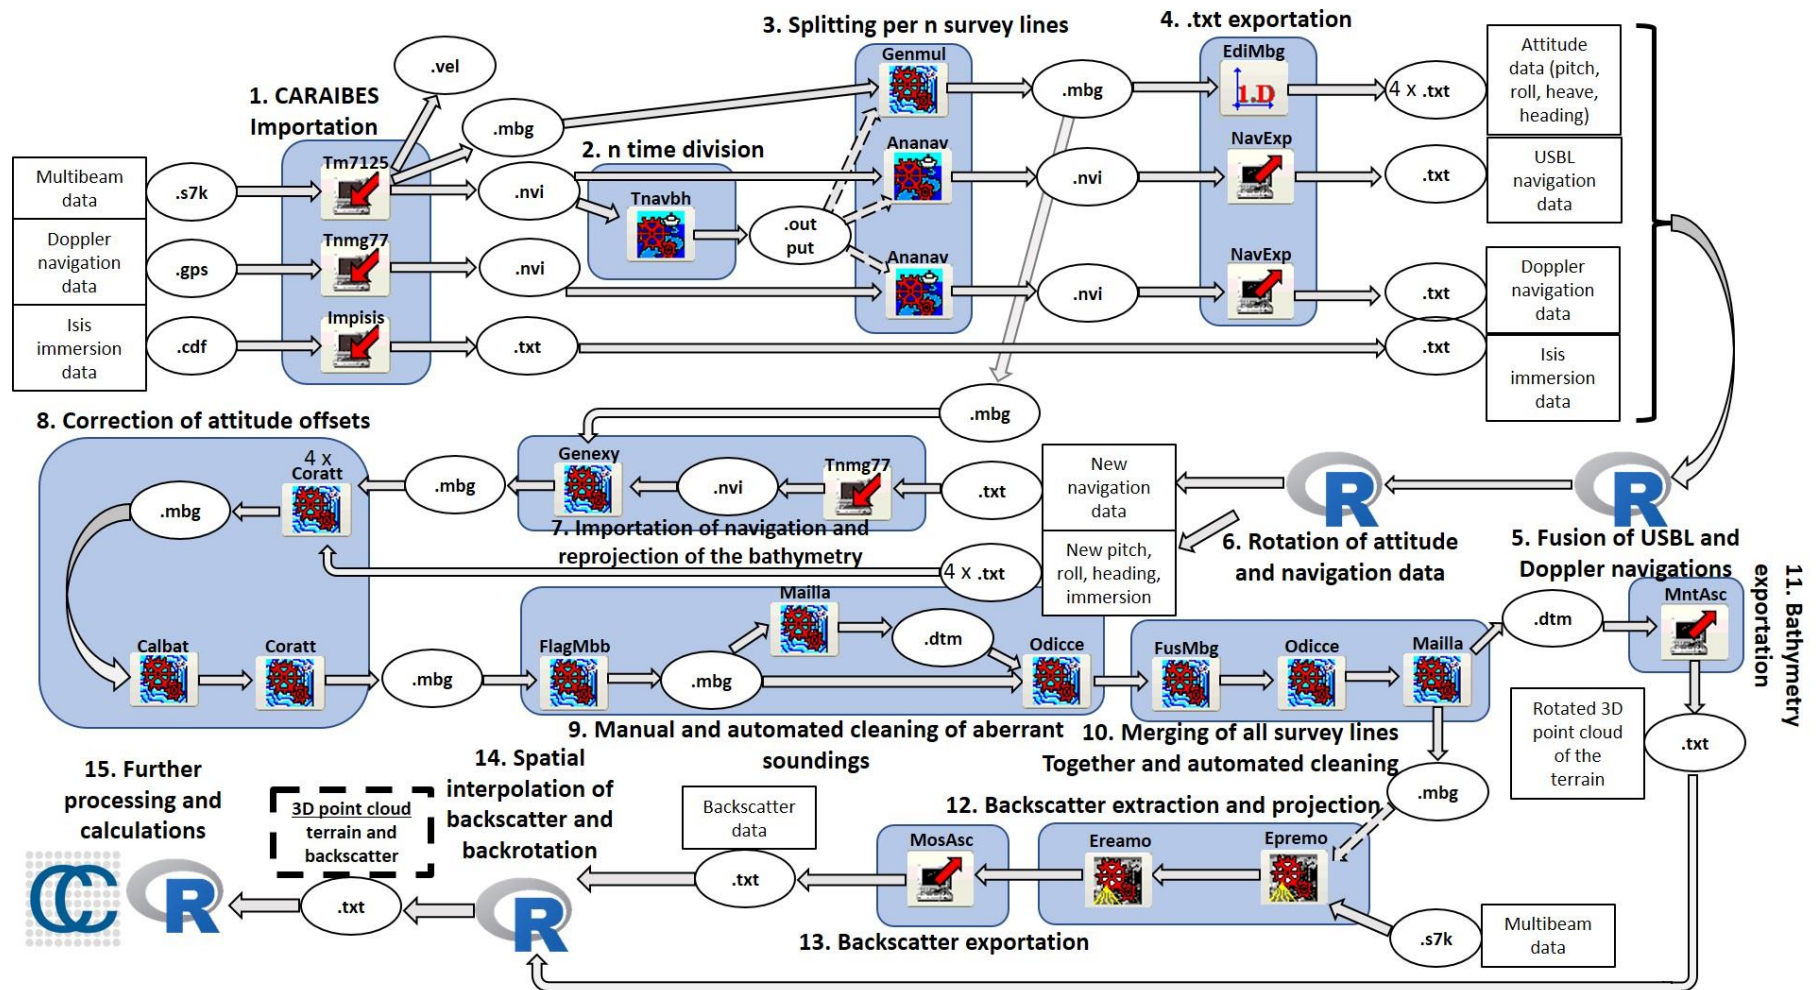 3. Splitting per n survey lines
4. .txt exportation
Genmul
EdiMbg
Attitude
data (pitch,
roll, heave,
heading)
.vel
1. CARAIBES
Importation
.mbg
.mbg
1.D
4 x .txt
2. n time division
Tm7125
Ananav
NavExp
USBL
navigation
data
Multibeam
data
.s7k
.nvi
Tnavbh
.nvi
.txt
.out
put
Doppler
navigation
data
.gps
Tnmg77
.nvi
Ananav
.nvi
NavExp
.txt
Doppler
navigation
data
Isis
immersion
data
.cdf
Impisis
.txt
.txt
Isis
immersion
data
8. Correction of attitude offsets
.mbg
4 x
Coratt
.mbg
.mbg
Genexy
.nvi
Tnmg77
.txt
New
navigation
data
R
R
7. Importation of navigation and
reprojection of the bathymetry
4 x .txt
New pitch,
roll, heading,
immersion
6. Rotation of attitude
and navigation data
5. Fusion of USBL and
Doppler navigations
11. Bathymetry
exportation
Calbat
Coratt
.mbg
FlagMbb
.mbg
Mailla
.dtm
Odicce
FusMbg
Odicce
Mailla
.dtm
MntAsc
9. Manual and automated cleaning of aberrant
soundings
10. Merging of all survey lines
Together and automated cleaning
Rotated 3D
point cloud
of the
terrain
.txt
15. Further
processing and
calculations
3D point cloud
terrain and
backscatter
14. Spatial
interpolation of
backscatter and
backrotation
Backscatter
data
12. Backscatter extraction and projection
.mbg
MosAsc
Ereamo
Epremo
CC
R
.txt
R
.txt
13. Backscatter exportation
.s7k
Multibeam
data